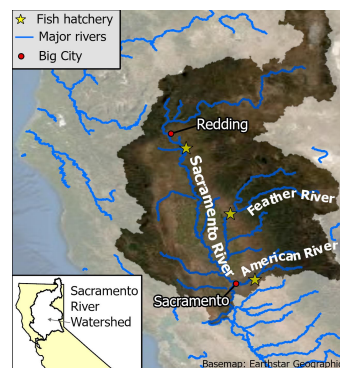 Fish hatchery
Major rivers
Big City
Redding
Sacramento River
Feather River
American River
Sacramento
Sacramento
River
Watershed
Basemap: Earthstar Geographic